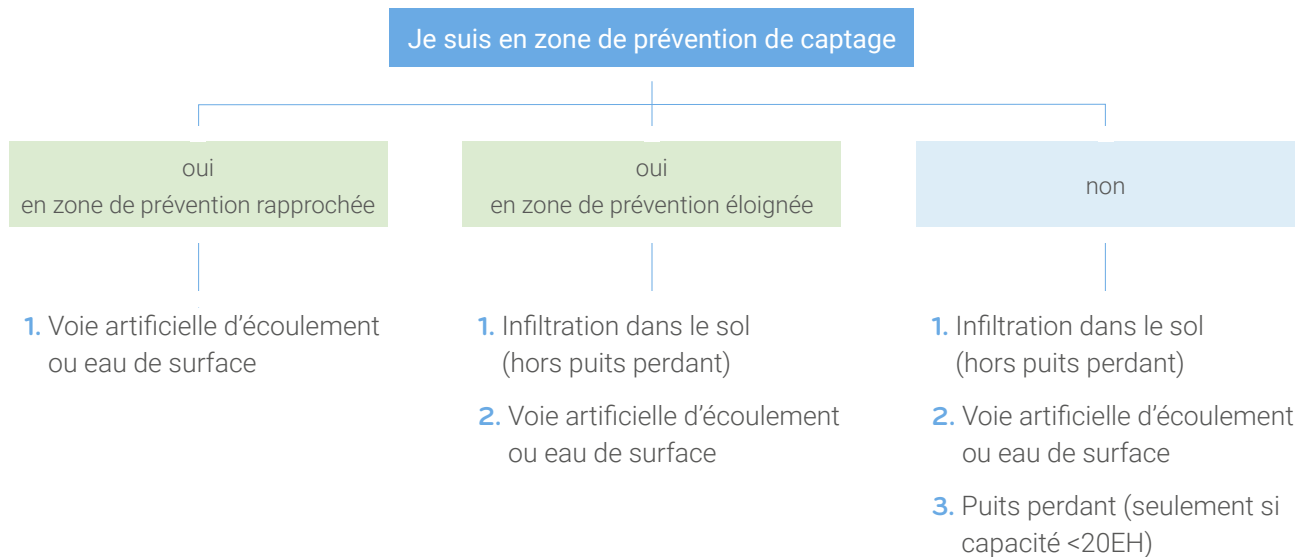 Je suis en zone de prévention de captage
oui
en zone de prévention rapprochée
1. Voie artificielle d’écoulement
ou eau de surface
oui
en zone de prévention éloignée
1. Infiltration dans le sol
(hors puits perdant)
2. Voie artificielle d’écoulement
ou eau de surface
non
1. Infiltration dans le sol
(hors puits perdant)
2. Voie artificielle d’écoulement
ou eau de surface
3. Puits perdant (seulement si
capacité <20EH)